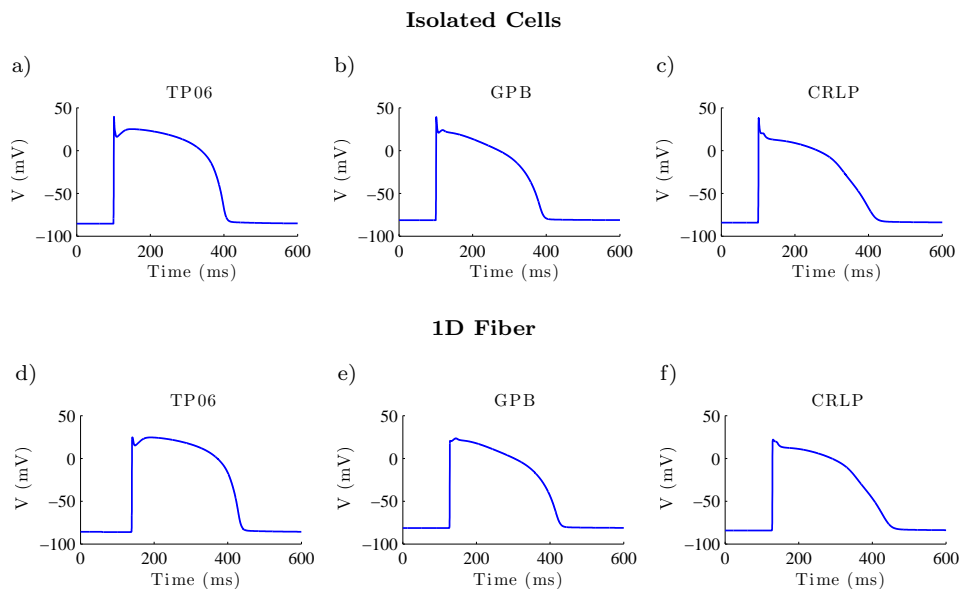 Isolated Cells
a) b) c)
TP06 GPB CRLP
50 50 50
0 0 0
−50 −50 −50
−100 −100 −100
V (mV) V (mV) V (mV)
0 200 400 600 0 200 400 600 0 200 400 600
Time (ms) Time (ms) Time (ms)
1D Fiber
d) e) f)
TP06 GPB CRLP
50 50 50
0 0 0
−50 −50 −50
−100 −100 −100
V (mV) V (mV) V (mV)
0 200 400 600 0 200 400 600 0 200 400 600
Time (ms) Time (ms) Time (ms)